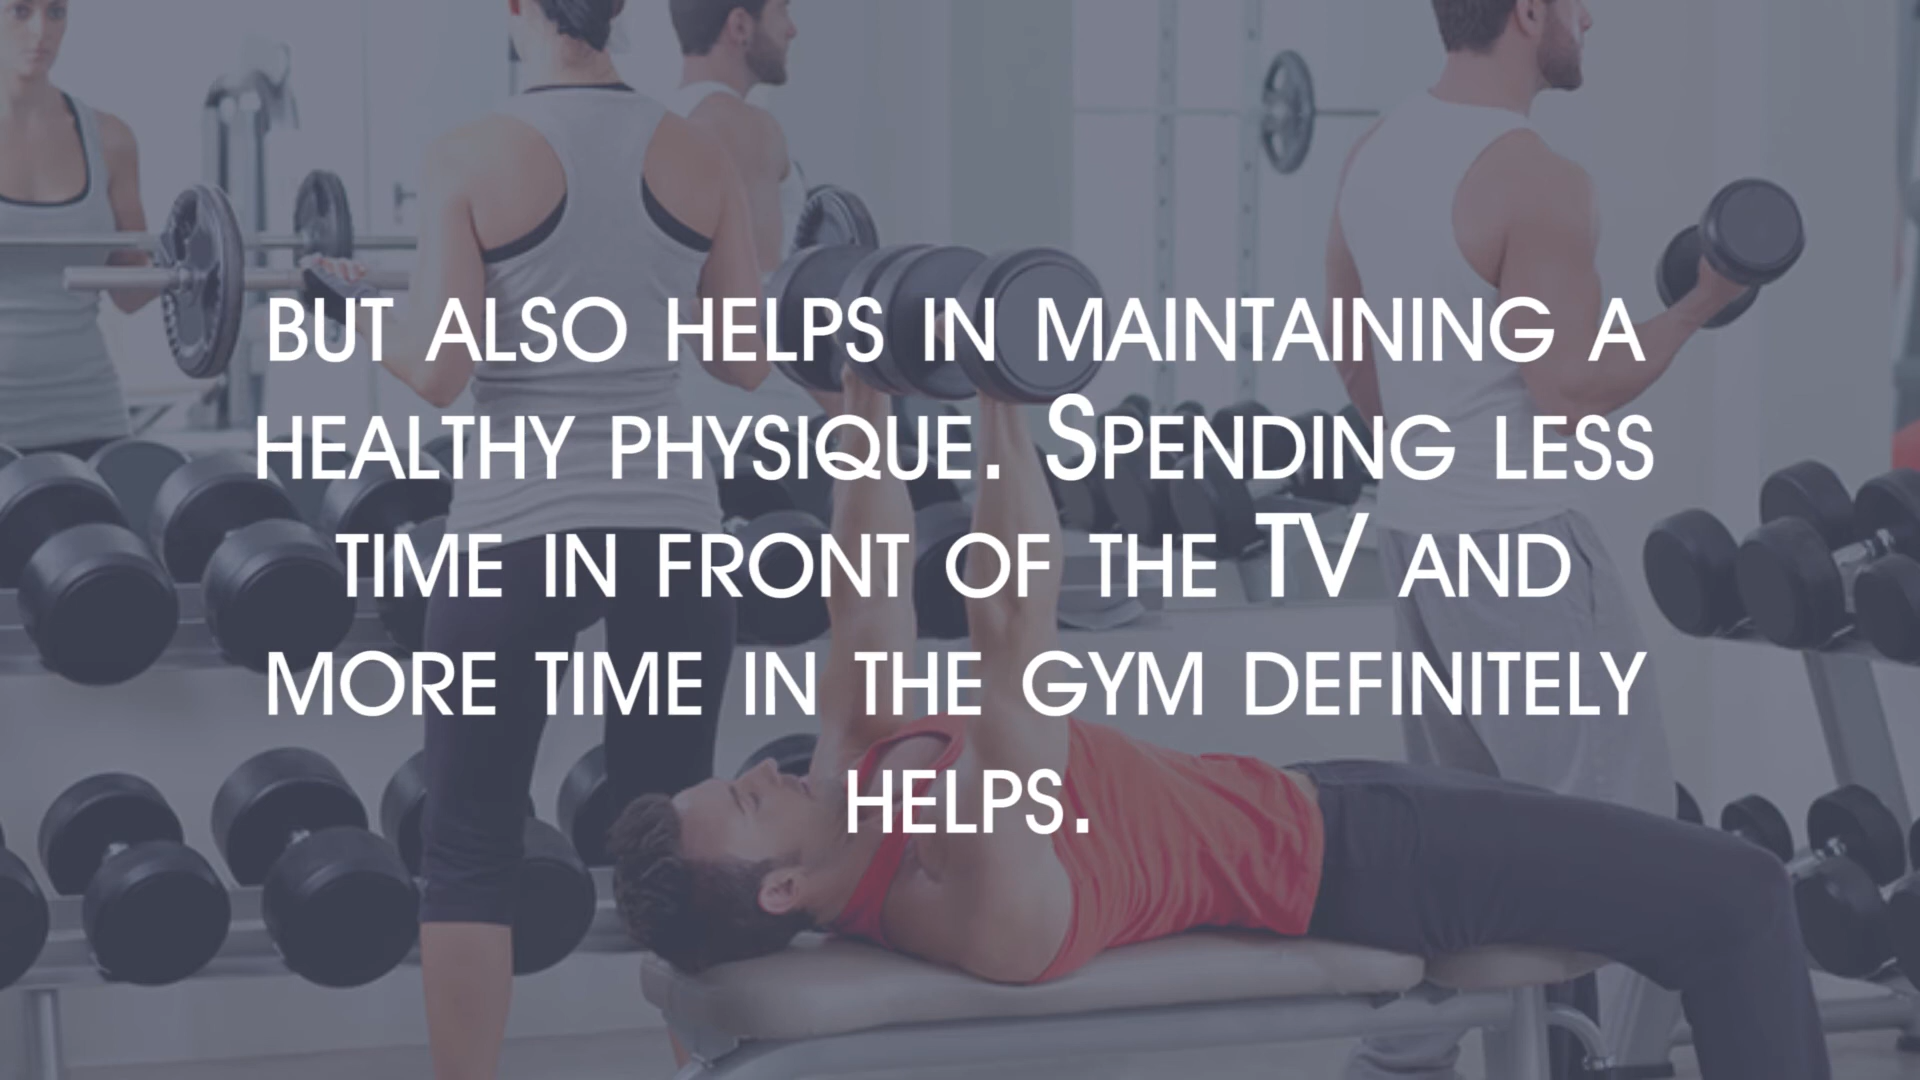 but also helps in maintaining a
healthy physique. Spending less
time in front of the TV and
more time in the gym definitely
helps.